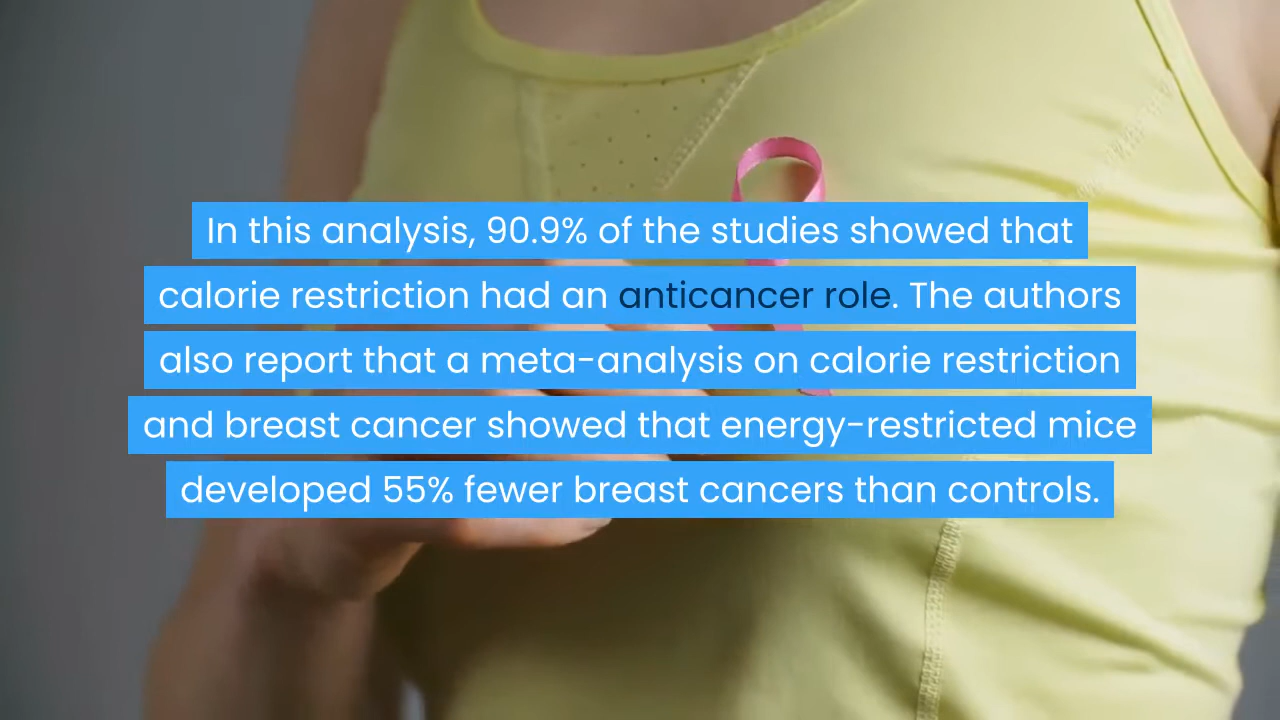 In this analysis, 90.9% of the studies showed that
calorie restriction had an anticancer role. The authors
also report that a meta-analysis on calorie restriction
and breast cancer showed that energy-restricted mice
developed 55% fewer breast cancers than controls.